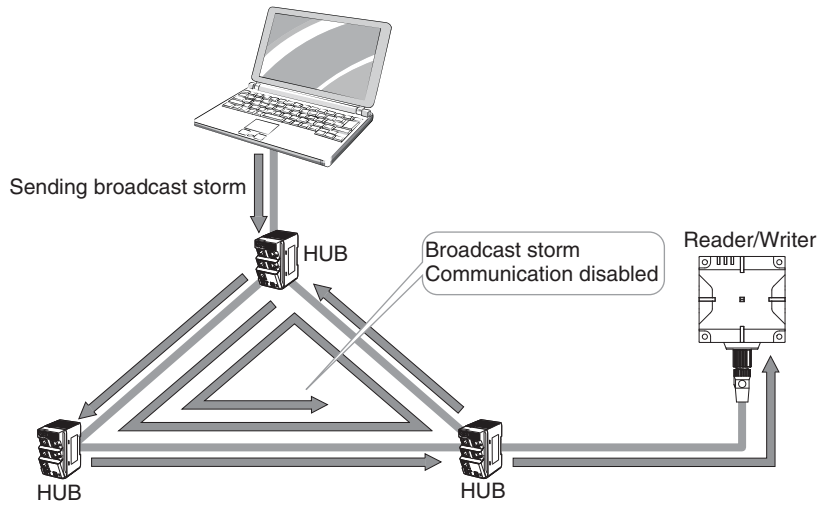 Sending broadcast storm
HUB
Broadcast storm
Communication disabled
Reader/Writer
HUB
HUB